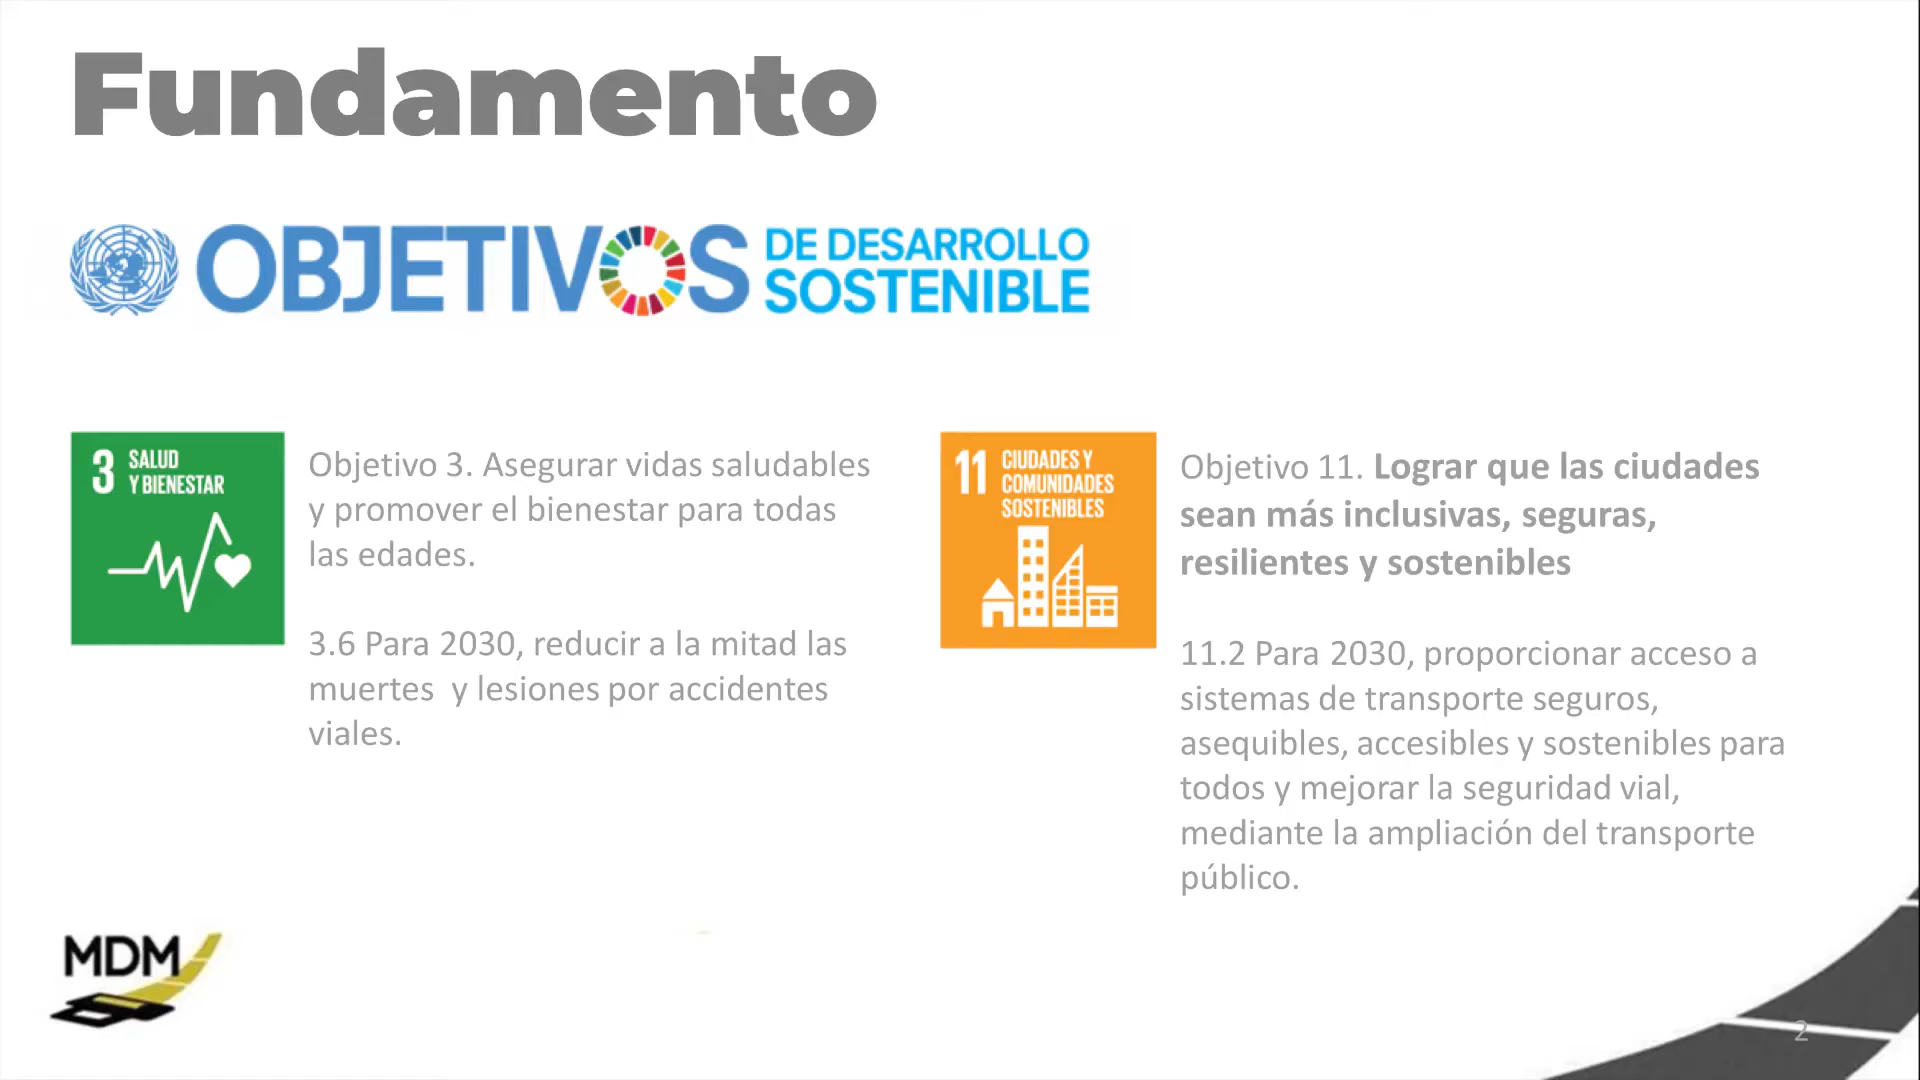 Fundamento
OBJETIVOS
DE DESARROLLO
SOSTENIBLE
3 SALUD
Y BIENESTAR
Objetivo 3. Asegurar vidas saludables
y promover el bienestar para todas
las edades.
3.6 Para 2030, reducir a la mitad las
muertes y lesiones por accidentes
viales.
11 CIUDADES Y
COMUNIDADES
SOSTENIBLES
Objetivo 11. Lograr que las ciudades
sean más inclusivas, seguras,
resilientes y sostenibles
11.2 Para 2030, proporcionar acceso a
sistemas de transporte seguros,
asequibles, accesibles y sostenibles para
todos y mejorar la seguridad vial,
mediante la ampliación del transporte
público.
MDM
2